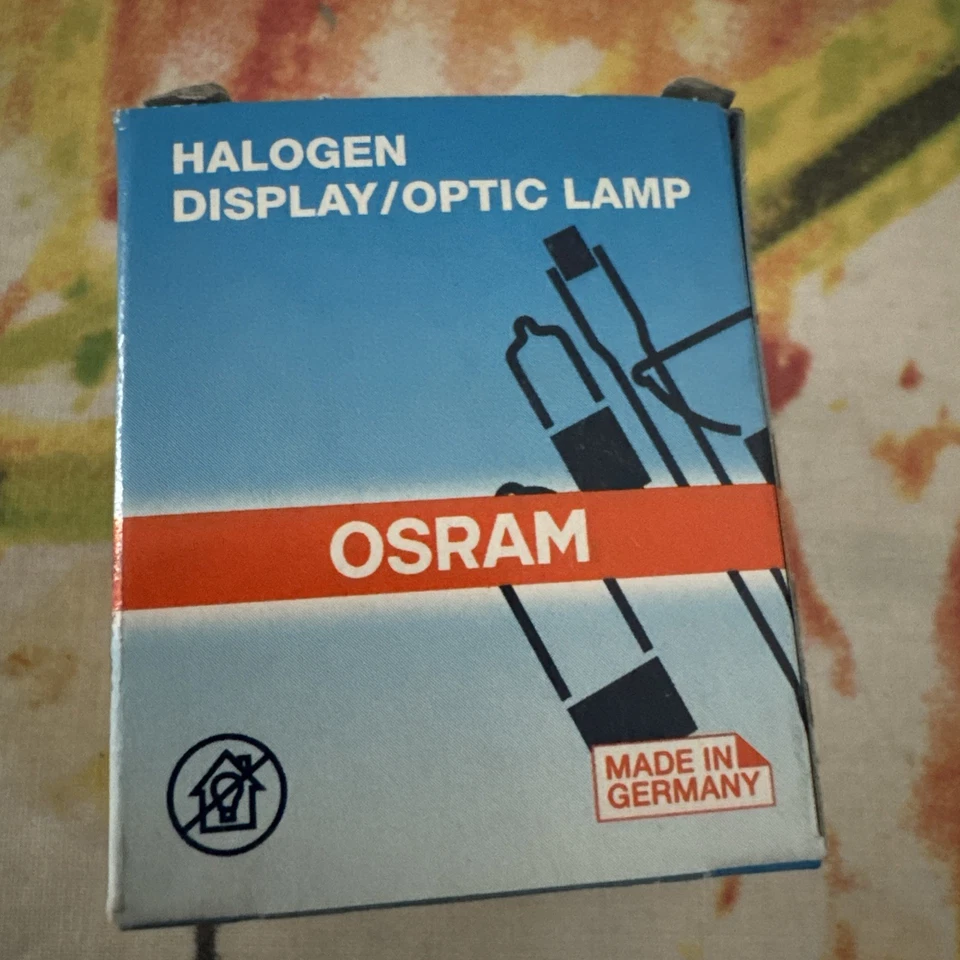 HALOGEN
DISPLAY/OPTIC LAMP
OSRAM
MADE IN
GERMANY